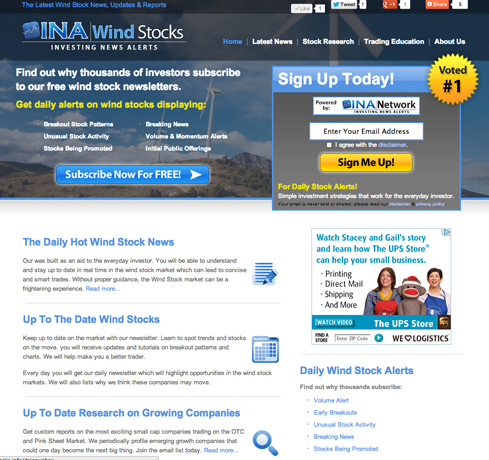 The Latest Wind Stock News, Updates & Reports
Like 1
Tweet 1
+1 1
Share 5
INA Wind Stocks
INVESTING NEWS ALERTS
Home | Latest News | Stock Research | Trading Education | About Us
Find out why thousands of investors subscribe
to our free wind stock newsletters.
Get daily alerts on wind stocks displaying:
Breakout Stock Patterns
Breaking News
Unusual Stock Activity
Volume & Momentum Alerts
Stocks Being Promoted
Initial Public Offerings
Subscribe Now For FREE!
Sign Up Today!
Voted
#1
Powered by:
INA Network
INVESTING NEWS ALERTS
Enter Your Email Address
I agree with the disclaimer.
Sign Me Up!
For Daily Stock Alerts!
Simple investment strategies that work for the everyday investor.
Your email is never sold or shared, please read our disclaimer & privacy policy
The Daily Hot Wind Stock News
Our was built as an aid to the everyday investor. You will be able to understand
and stay up to date in real time in the wind stock market which can lead to concise
and smart trades. Without proper guidance, the Wind Stock market can be a
frightening experience. Read more...
Up To The Date Wind Stocks
Keep up to date on the market with our newsletter. Learn to spot trends and stocks
on the move. you will receive updates and tutorials on breakout patterns and
charts. We will help make you a better trader.
Every day you will get our daily newsletter which will highlight opportunities in the wind stock
markets. We will also lists why we think these companies may move.
MARCH
Up To Date Research on Growing Companies
Get custom reports on the most exciting small cap companies trading on the OTC
and Pink Sheet Market. We periodically profile emerging growth companies that
could one day become the next big thing. Join the email list today. Read more...
Watch Stacey and Gail's story
and learn how The UPS Store®
can help your small business.
• Printing
• Direct Mail
• Shipping
• And More
WATCH VIDEO
The UPS Store
FIND A
STORE
Enter ZIP Code
WE ♥ LOGISTICS
Daily Wind Stock Alerts
Find out why thousands subscribe:
Volume Alert
Early Breakouts
Unusual Stock Activity
Breaking News
Stocks Being Promoted